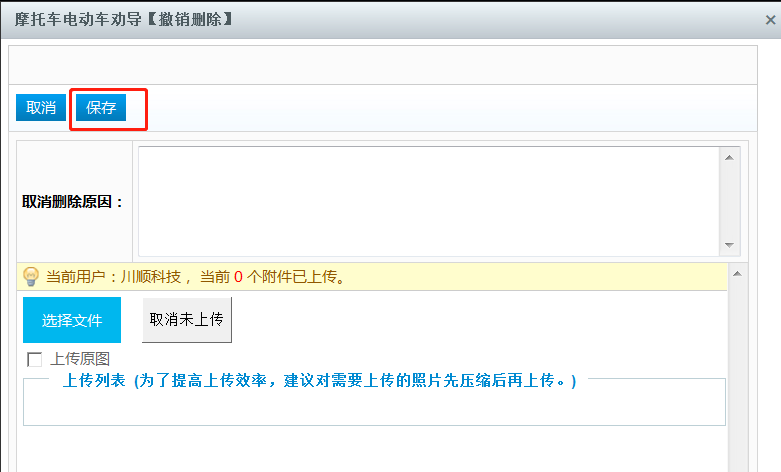 摩托车电动车劝导【撤销删除】
取消 保存
取消删除原因：
当前用户：川顺科技 ，当前 0 个附件已上传。
选择文件 取消未上传
上传原图
上传列表 (为了提高上传效率，建议对需要上传的照片先压缩后再上传。)